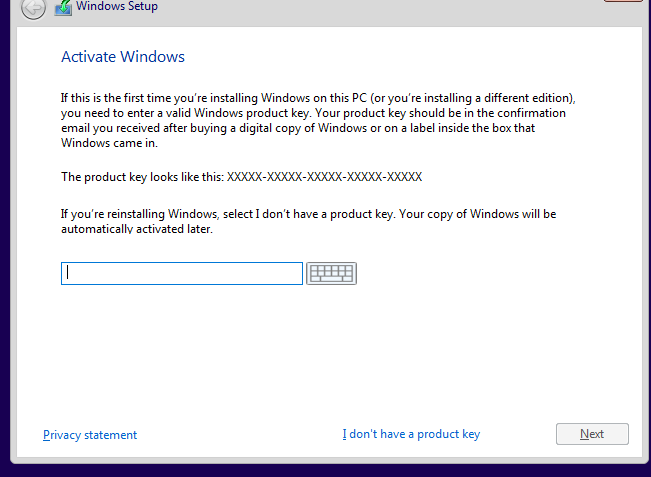 Windows Setup
Activate Windows
If this is the first time you're installing Windows on this PC (or you're installing a different edition),
you need to enter a valid Windows product key. Your product key should be in the confirmation
email you received after buying a digital copy of Windows or on a label inside the box that
Windows came in.
The product key looks like this: XXXXX-XXXXX-XXXXX-XXXXX-XXXXX
If you're reinstalling Windows, select I don't have a product key. Your copy of Windows will be
automatically activated later.
Privacy statement I don't have a product key Next